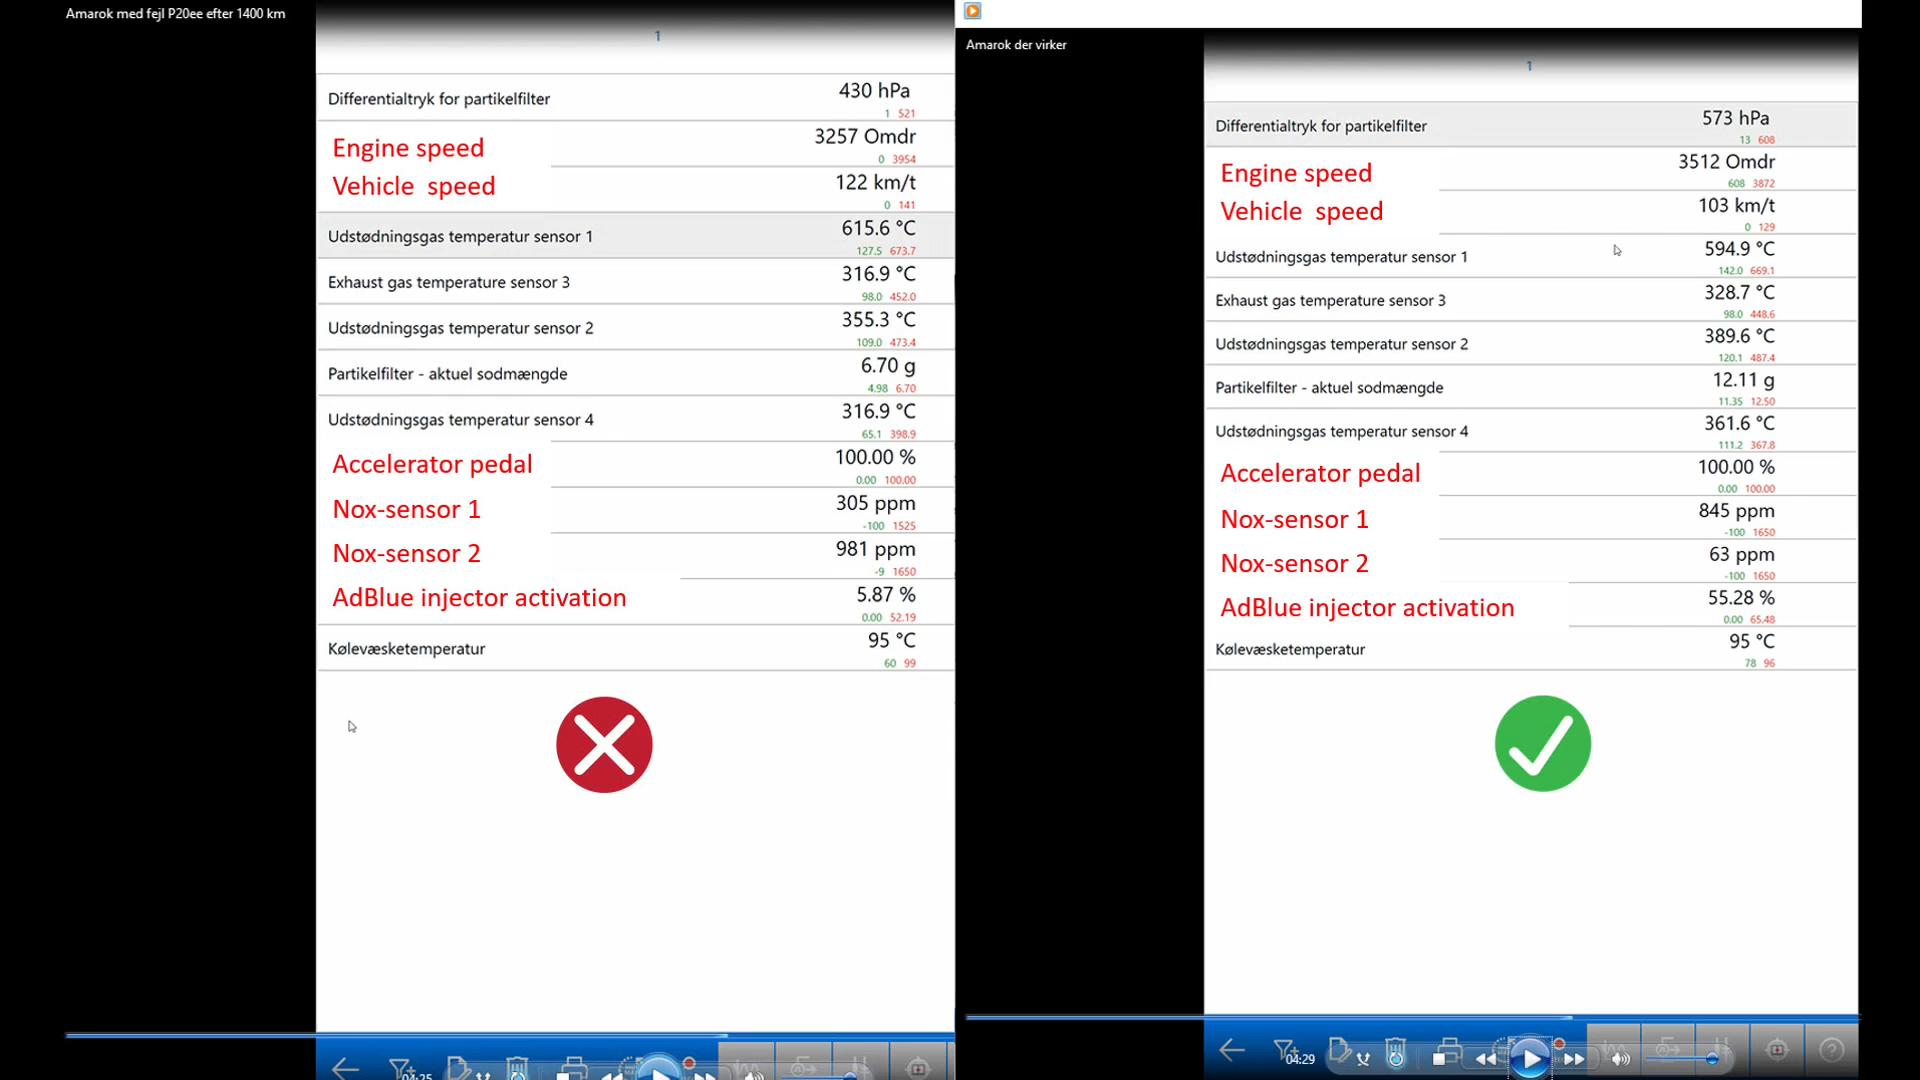 Amarok med fejl P20ee efter 1400 km
1
Differentialtryk for partikelfilter
430 hPa
1 521
Engine speed
3257 Omdr
0 3954
Vehicle speed
122 km/t
0 141
Udstødningsgas temperatur sensor 1
615.6 °C
127.5 673.7
Exhaust gas temperature sensor 3
316.9 °C
98.0 452.0
Udstødningsgas temperatur sensor 2
355.3 °C
109.0 473.4
Partikelfilter - aktuel sodmængde
6.70 g
4.98 6.70
Udstødningsgas temperatur sensor 4
316.9 °C
65.1 398.9
Accelerator pedal
100.00 %
0.00 100.00
Nox-sensor 1
305 ppm
-100 1525
Nox-sensor 2
981 ppm
-9 1650
AdBlue injector activation
5.87 %
0.00 52.19
Kølevæsketemperatur
95 °C
60 99
04:25
Amarok der virker
1
Differentialtryk for partikelfilter
573 hPa
13 608
Engine speed
3512 Omdr
608 3872
Vehicle speed
103 km/t
0 129
Udstødningsgas temperatur sensor 1
594.9 °C
142.0 669.1
Exhaust gas temperature sensor 3
328.7 °C
98.0 448.6
Udstødningsgas temperatur sensor 2
389.6 °C
120.1 487.4
Partikelfilter - aktuel sodmængde
12.11 g
11.35 12.50
Udstødningsgas temperatur sensor 4
361.6 °C
111.2 367.8
Accelerator pedal
100.00 %
0.00 100.00
Nox-sensor 1
845 ppm
-100 1650
Nox-sensor 2
63 ppm
-100 1650
AdBlue injector activation
55.28 %
0.00 65.48
Kølevæsketemperatur
95 °C
78 96
04:29